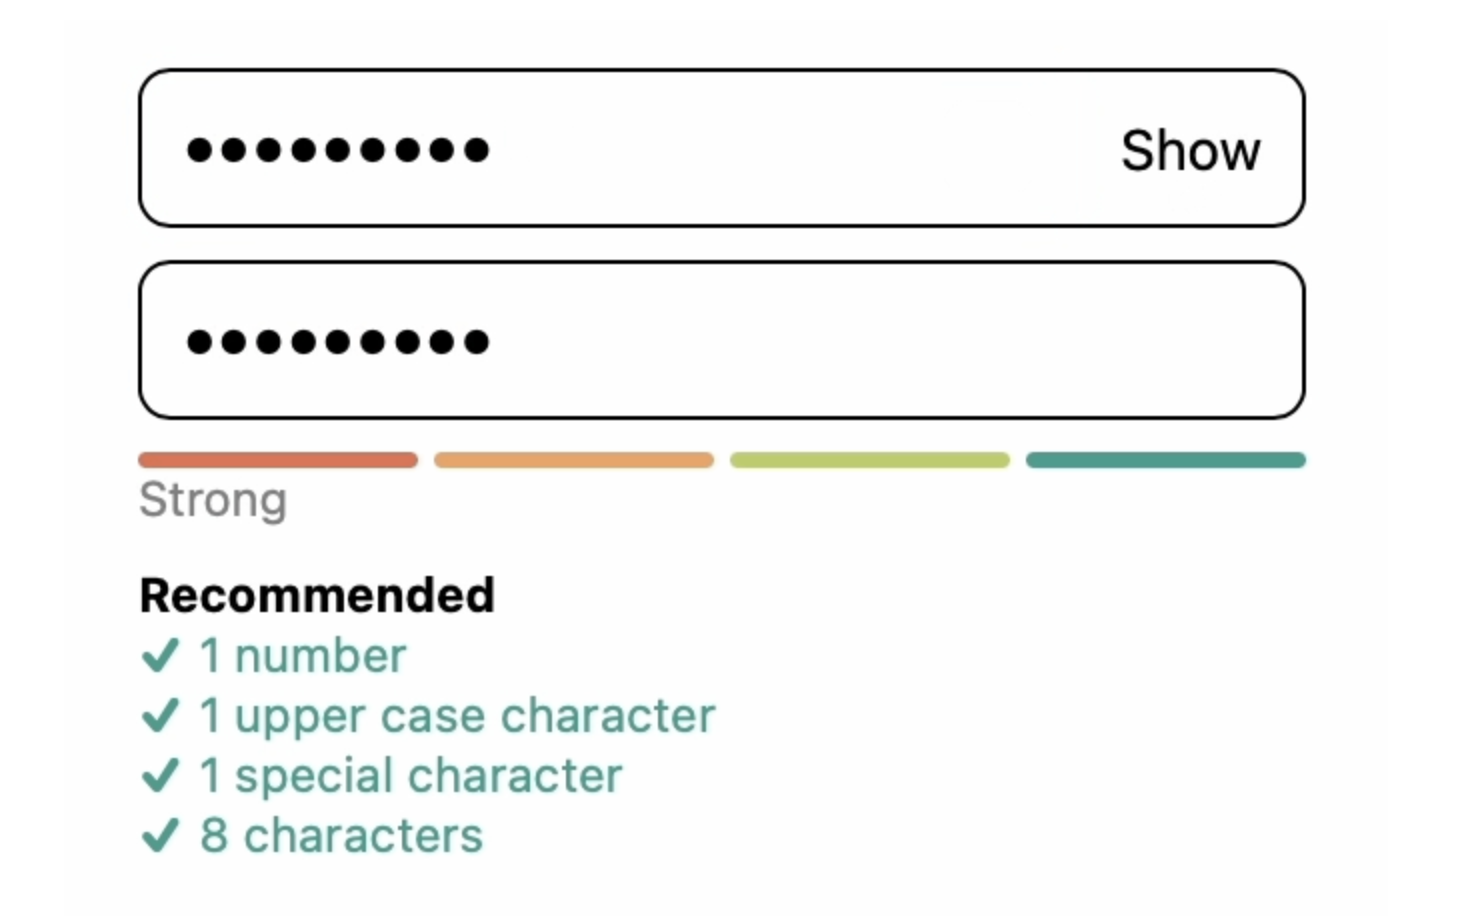 ••••••••• Show
•••••••••
Strong
Recommended
✔ 1 number
✔ 1 upper case character
✔ 1 special character
✔ 8 characters